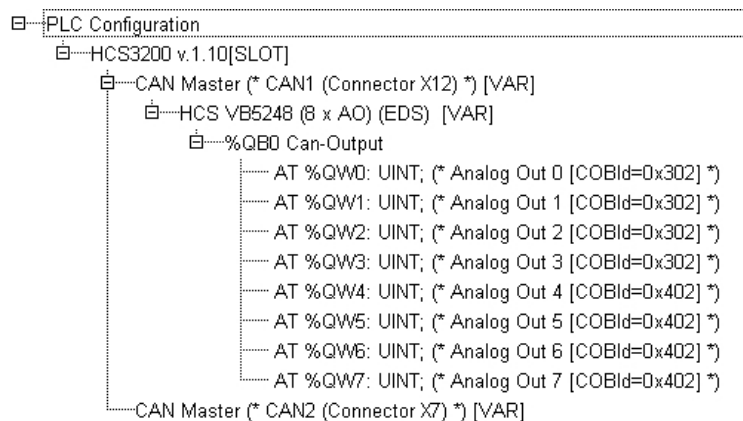 PLC Configuration
HCS3200 v.1.10[SLOT]
CAN Master (* CAN1 (Connector X12) *) [VAR]
HCS VB5248 (8 x AO) (EDS) [VAR]
%QB0 Can-Output
AT %QW0: UINT; (* Analog Out 0 [COBId=0x302] *)
AT %QW1: UINT; (* Analog Out 1 [COBId=0x302] *)
AT %QW2: UINT; (* Analog Out 2 [COBId=0x302] *)
AT %QW3: UINT; (* Analog Out 3 [COBId=0x302] *)
AT %QW4: UINT; (* Analog Out 4 [COBId=0x402] *)
AT %QW5: UINT; (* Analog Out 5 [COBId=0x402] *)
AT %QW6: UINT; (* Analog Out 6 [COBId=0x402] *)
AT %QW7: UINT; (* Analog Out 7 [COBId=0x402] *)
CAN Master (* CAN2 (Connector X7) *) [VAR]